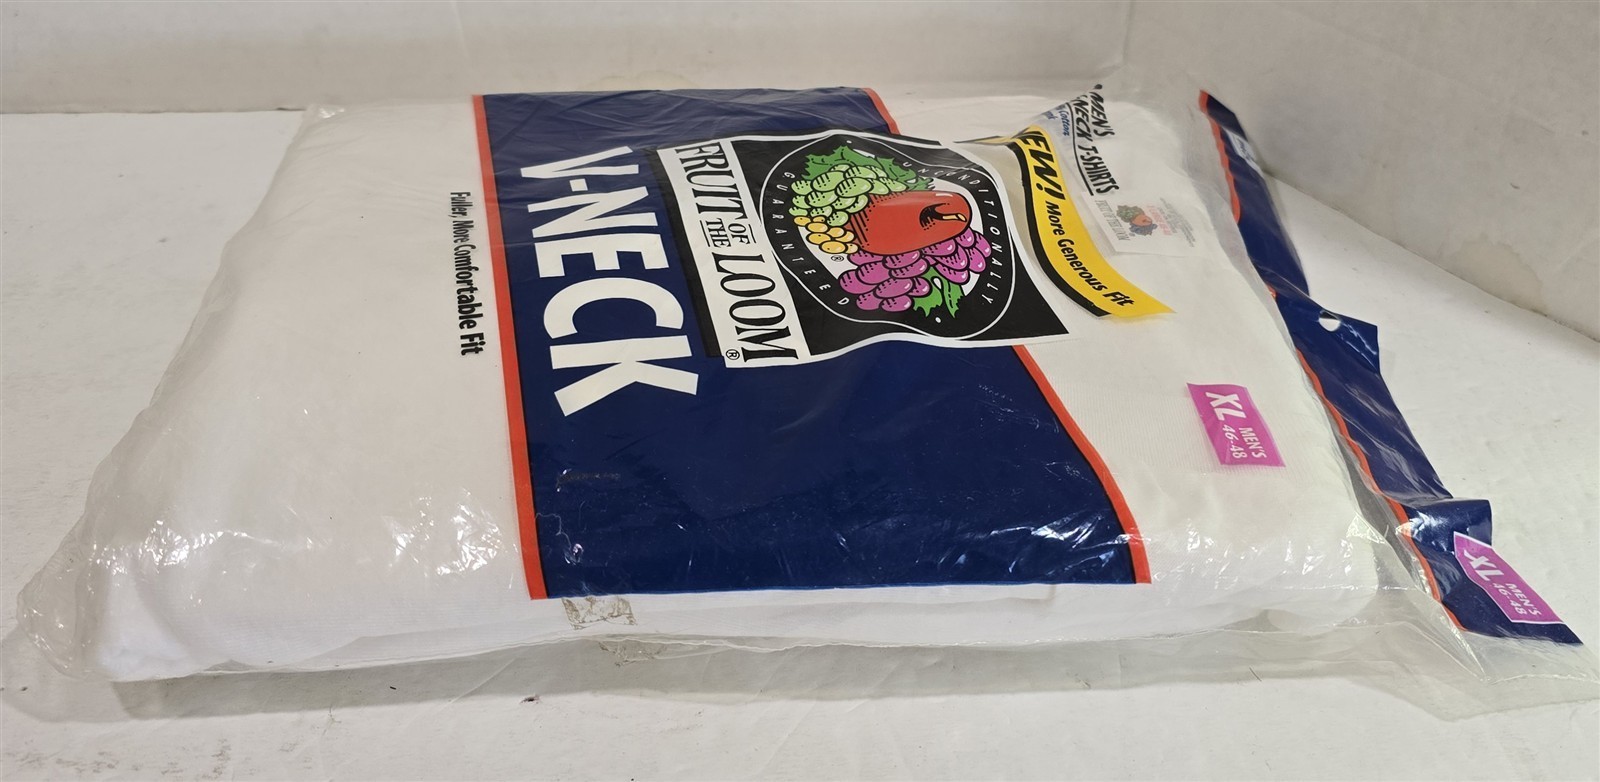 MEN'S
NECK T-SHIRTS
NEW! More Generous Fit
UNCONDITIONALLY
GUARANTEED
FRUIT OF THE LOOM®
V-NECK
Fuller, More Comfortable Fit
XL MEN'S
46-48
XL MEN'S
46-48